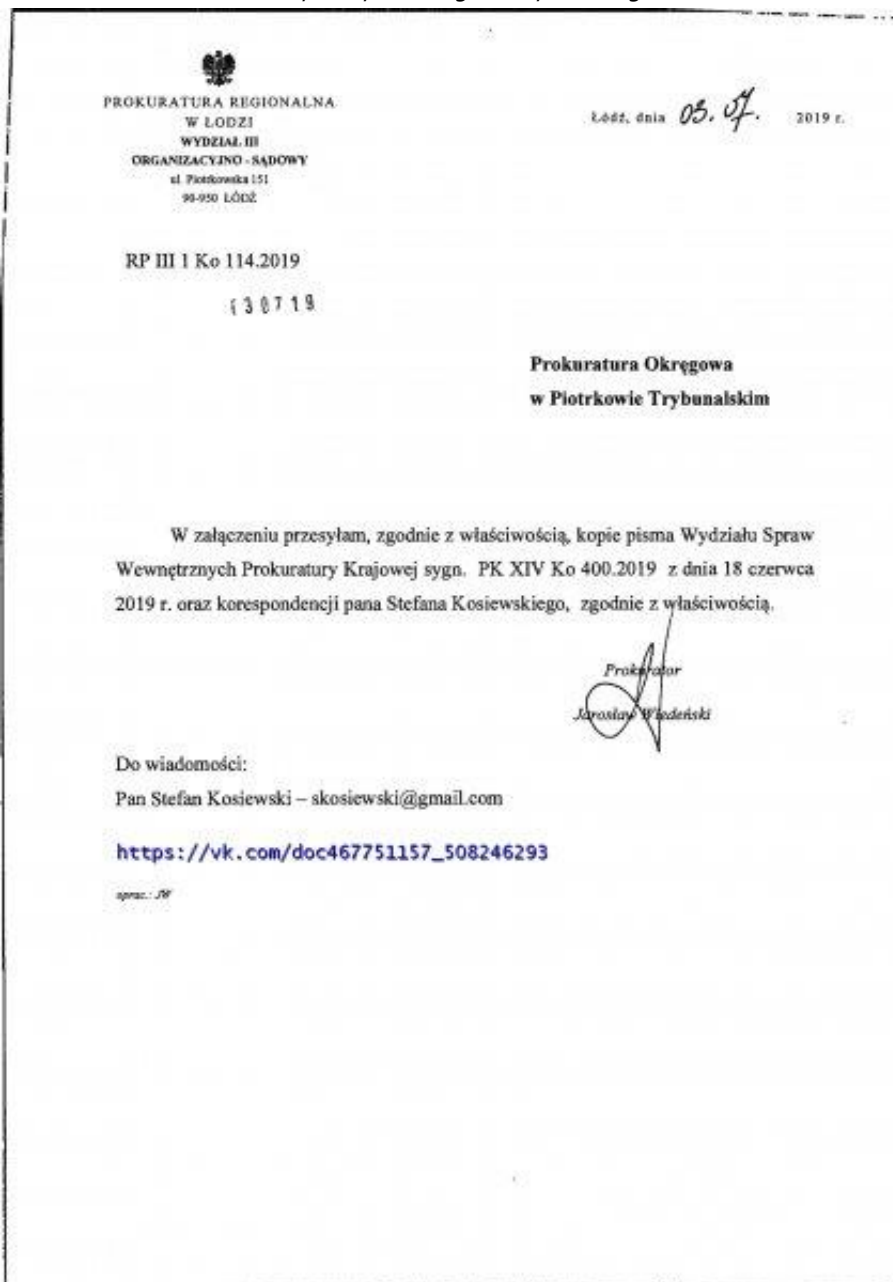 PROKURATURA REGIONALNA
W ŁODZI
WYDZIAŁ III
ORGANIZACYJNO - SĄDOWY
ul. Piotrkowska 151
90-950 ŁÓDŹ
Łódź, dnia 03. 07. 2019 r.
RP III 1 Ko 114.2019
130719
Prokuratura Okręgowa
w Piotrkowie Trybunalskim
W załączeniu przesyłam, zgodnie z właściwością, kopie pisma Wydziału Spraw
Wewnętrznych Prokuratury Krajowej sygn. PK XIV Ko 400.2019 z dnia 18 czerwca
2019 r. oraz korespondencji pana Stefana Kosiewskiego, zgodnie z właściwością.
Prokurator
Jarosław Wiedeński
Do wiadomości:
Pan Stefan Kosiewski – skosiewski@gmail.com
https://vk.com/doc467751157_508246293
oprac.: JW